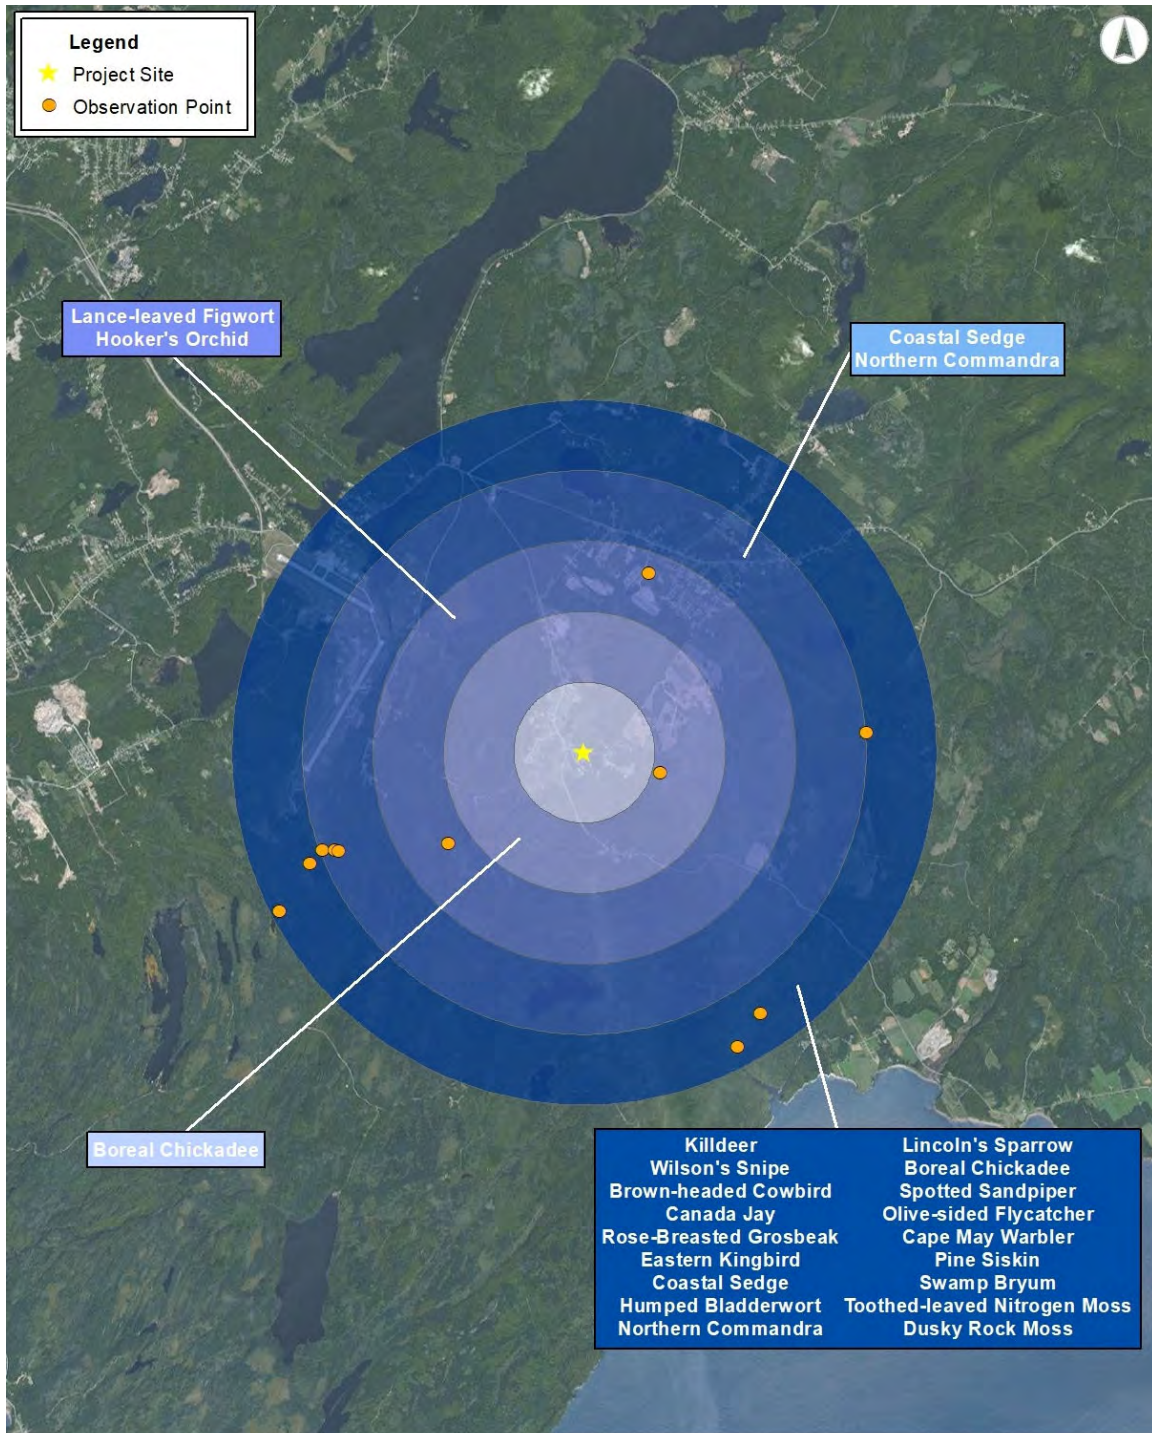 Legend
Project Site
Observation Point
Lance-leaved Figwort
Hooker's Orchid
Coastal Sedge
Northern Commandra
Boreal Chickadee
Killdeer
Wilson's Snipe
Brown-headed Cowbird
Canada Jay
Rose-Breasted Grosbeak
Eastern Kingbird
Coastal Sedge
Humped Bladderwort
Northern Commandra
Lincoln's Sparrow
Boreal Chickadee
Spotted Sandpiper
Olive-sided Flycatcher
Cape May Warbler
Pine Siskin
Swamp Bryum
Toothed-leaved Nitrogen Moss
Dusky Rock Moss